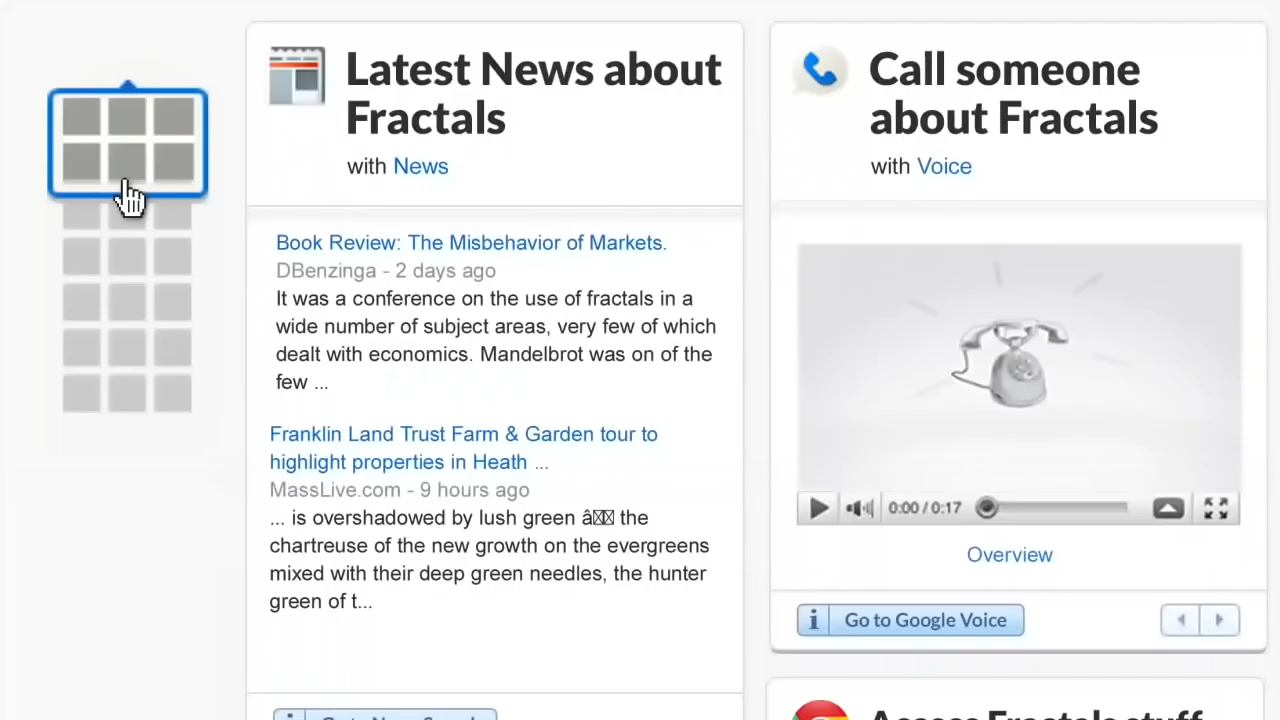 Latest News about
Fractals
with News
Book Review: The Misbehavior of Markets.
DBenzinga - 2 days ago
It was a conference on the use of fractals in a
wide number of subject areas, very few of which
dealt with economics. Mandelbrot was on of the
few ...
Franklin Land Trust Farm & Garden tour to
highlight properties in Heath ...
MassLive.com - 9 hours ago
... is overshadowed by lush green â the
chartreuse of the new growth on the evergreens
mixed with their deep green needles, the hunter
green of t...
Call someone
about Fractals
with Voice
0:00 / 0:17
Overview
i Go to Google Voice
Access Fractals stuff